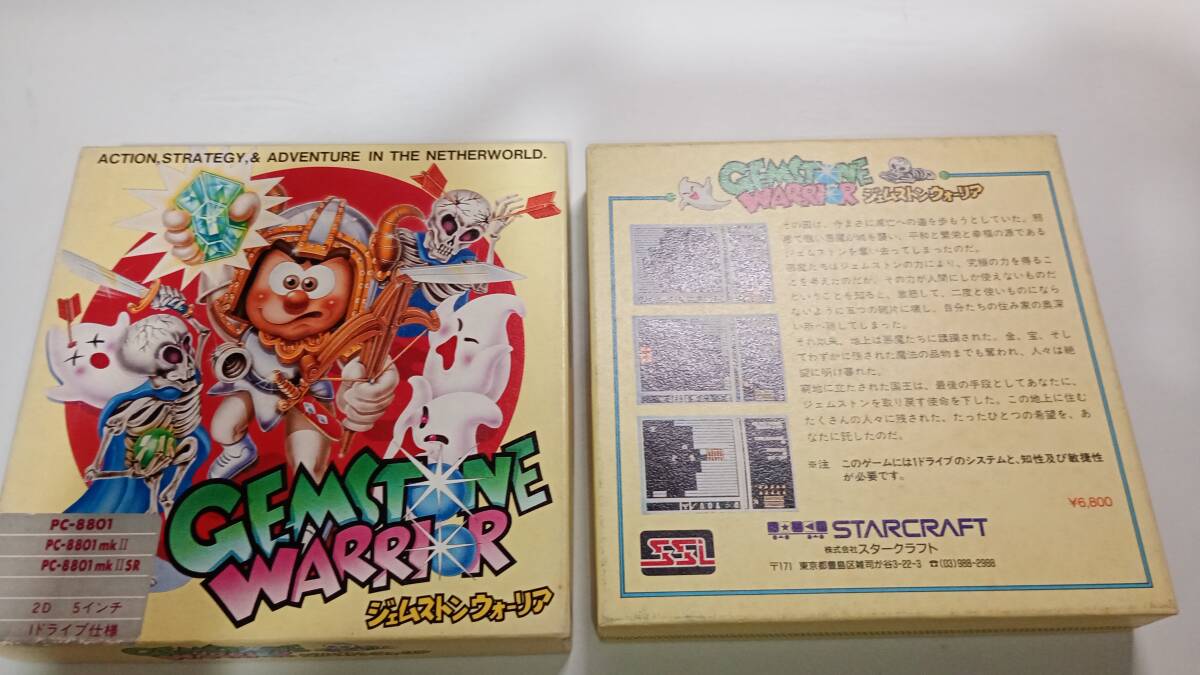 ACTION, STRATEGY, & ADVENTURE IN THE NETHERWORLD.
GEMSTONE
WARRIOR
ジェムストンウォーリア
PC-8801
PC-8801mkⅡ
PC-8801mkⅡSR
2D 5インチ
1ドライブ仕様
GEMSTONE
WARRIOR
ジェムストンウォーリア
その国は、今まさに滅亡への道を歩もうとしていた。邪
悪で強い悪魔が城を襲い、平和と繁栄と幸福の源である
ジェムストンを奪い去ってしまったのだ。
悪魔たちはジェムストンの力により、究極の力を得るこ
とを考えたのだが、その力が人間にしか使えないものだ
ということを知ると、激怒して、二度と使いものになら
ないように五つの破片に壊し、自分たちの住み家の奥深
い所へ隠してしまった。
それ以来、地上は悪魔たちに蹂躙された。金、宝、そし
てわずかに残された魔法の品物までも奪われ、人々は絶
望に明け暮れた。
窮地に立たされた国王は、最後の手段としてあなたに、
ジェムストンを取り戻す使命を下した。この地上に住む
たくさんの人々に残された、たったひとつの希望を、あ
なたに託したのだ。
※注 このゲームには1ドライブのシステムと、知性及び敏捷性
が必要です。
¥6,800
SSI
STARCRAFT
株式会社スタークラフト
〒171 東京都豊島区雑司が谷3-22-3 ☎(03)988-2988